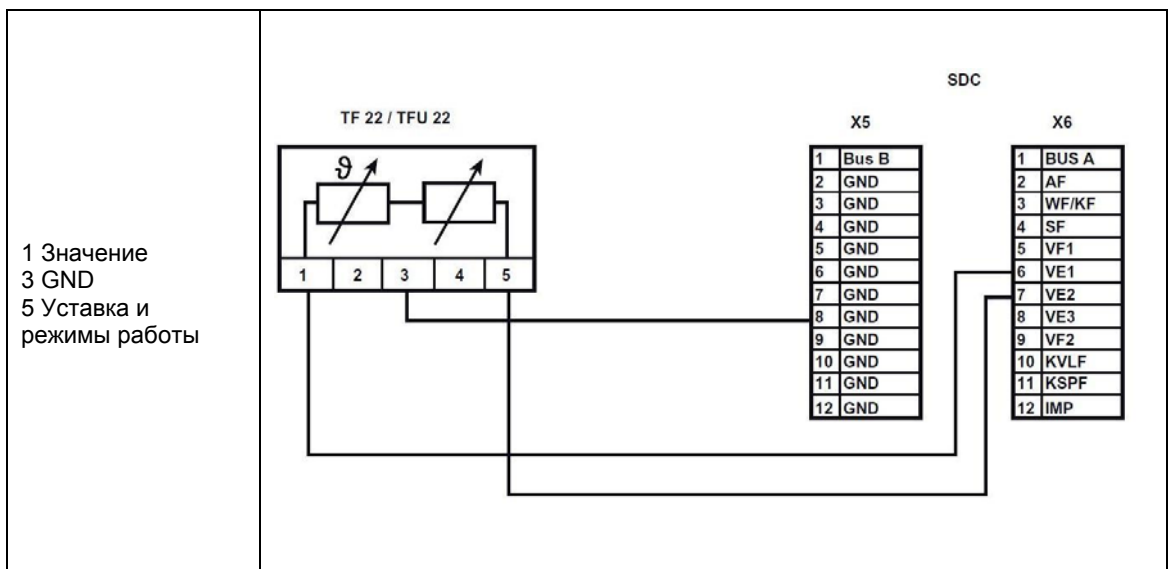 1 Значение
3 GND
5 Уставка и
режимы работы
SDC
TF 22 / TFU 22
X5
X6
ϑ
1 2 3 4 5
1 Bus B
2 GND
3 GND
4 GND
5 GND
6 GND
7 GND
8 GND
9 GND
10 GND
11 GND
12 GND
1 BUS A
2 AF
3 WF/KF
4 SF
5 VF1
6 VE1
7 VE2
8 VE3
9 VF2
10 KVLF
11 KSPF
12 IMP